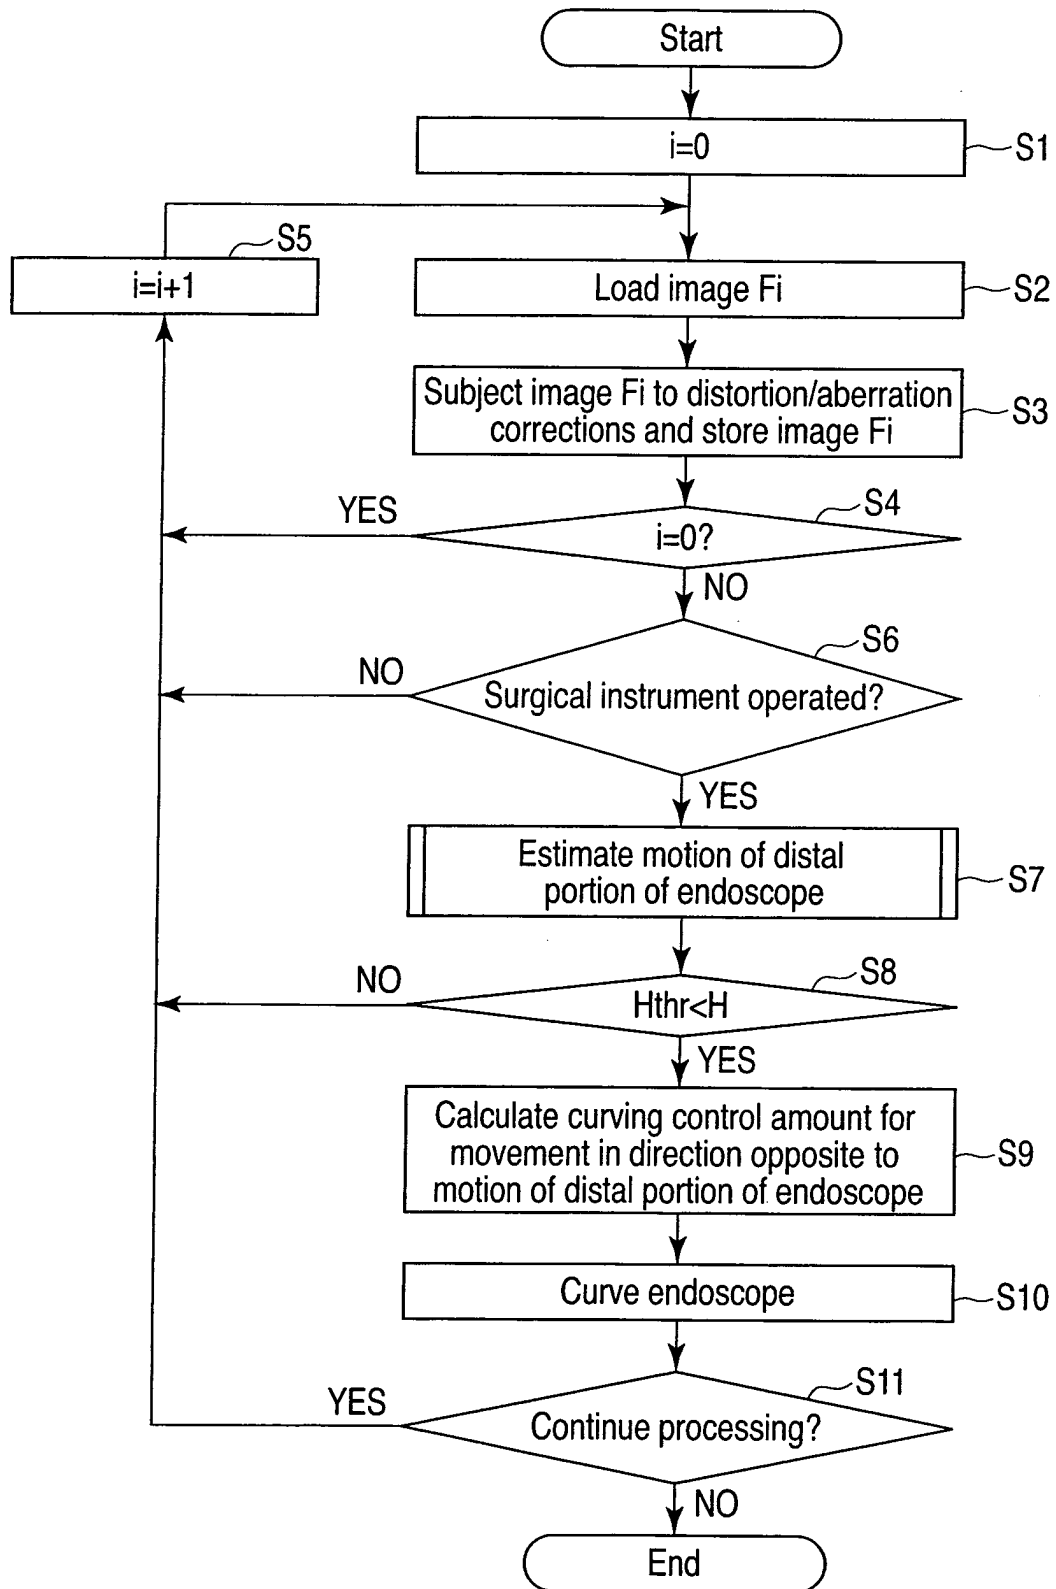 Start
i=0
S1
S5
i=i+1
Load image Fi
S2
Subject image Fi to distortion/aberration
corrections and store image Fi
S3
S4
YES
i=0?
NO
S6
NO
Surgical instrument operated?
YES
Estimate motion of distal
portion of endoscope
S7
S8
NO
Hthr<H
YES
Calculate curving control amount for
movement in direction opposite to
motion of distal portion of endoscope
S9
Curve endoscope
S10
S11
YES
Continue processing?
NO
End